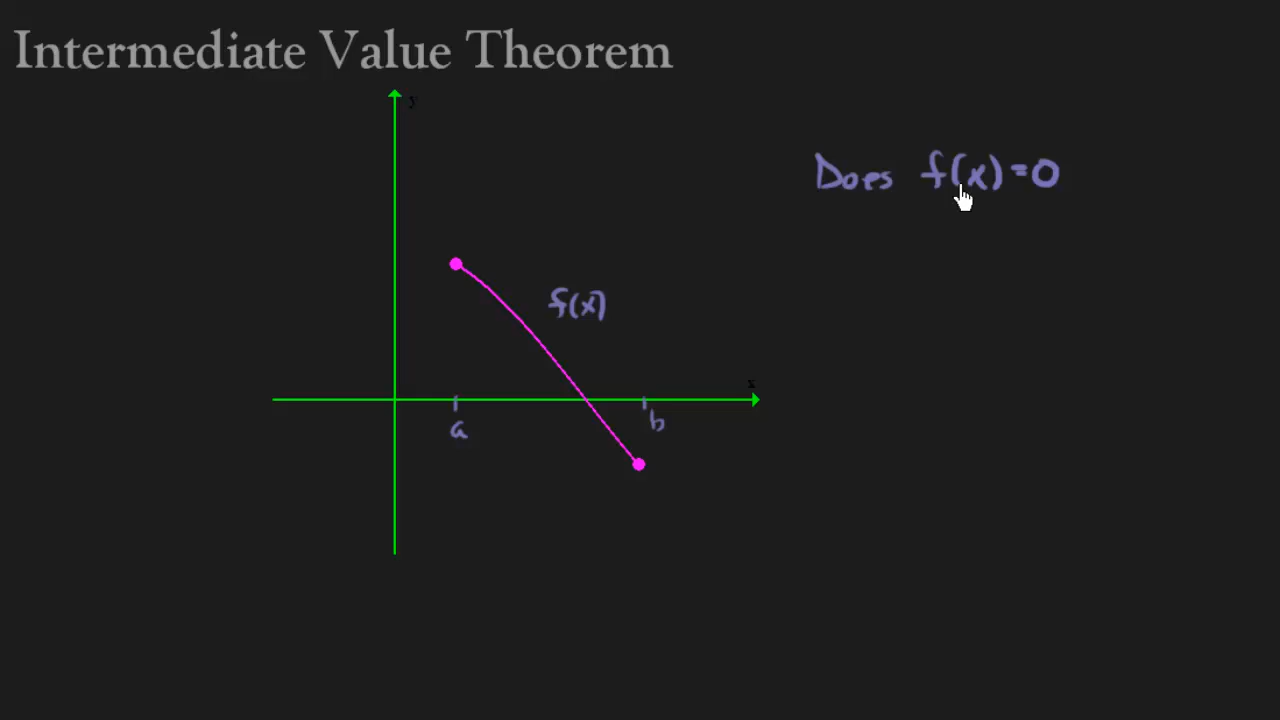 Intermediate Value Theorem
y
Does f(x)=0
f(x)
x
a
b